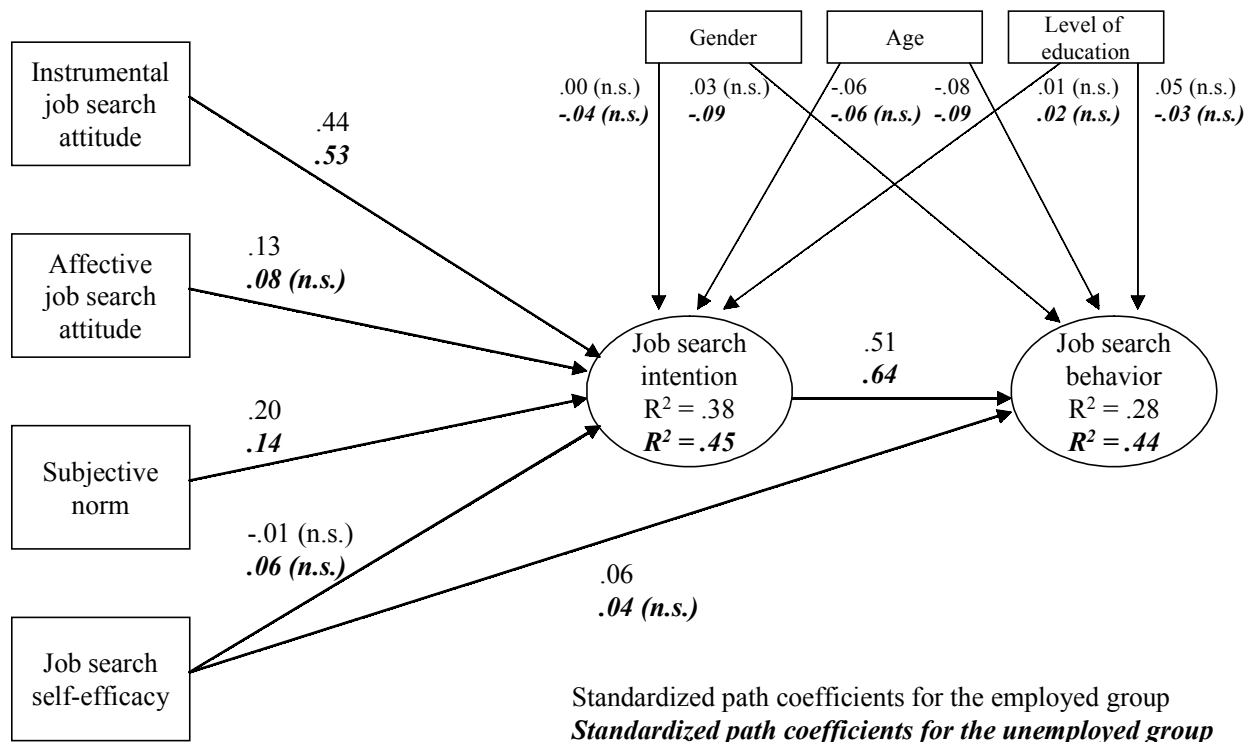 Gender
Age
Level of
education
Instrumental
job search
attitude
.00 (n.s.)
-.04 (n.s.)
.03 (n.s.)
-.09
-.06
-.06 (n.s.)
-.08
-.09
.01 (n.s.)
.02 (n.s.)
.05 (n.s.)
-.03 (n.s.)
.44
.53
Affective
job search
attitude
.13
.08 (n.s.)
Job search
intention
R² = .38
R² = .45
.51
.64
Job search
behavior
R² = .28
R² = .44
Subjective
norm
.20
.14
-.01 (n.s.)
.06 (n.s.)
.06
.04 (n.s.)
Job search
self-efficacy
Standardized path coefficients for the employed group
Standardized path coefficients for the unemployed group